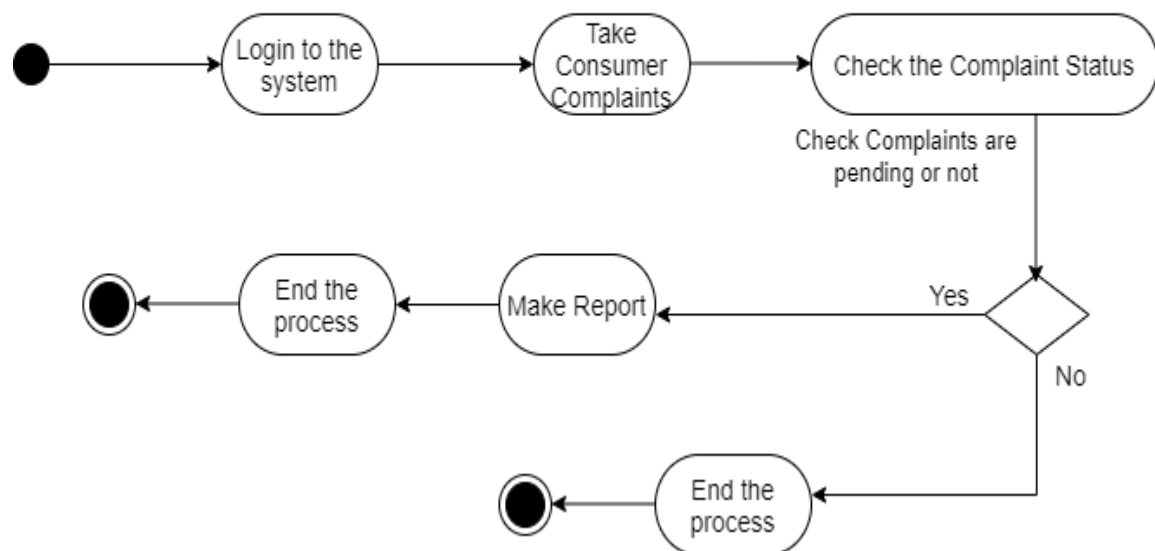 Login to the
system
Take
Consumer
Complaints
Check the Complaint Status
Check Complaints are
pending or not
Yes
No
Make Report
End the
process
End the
process